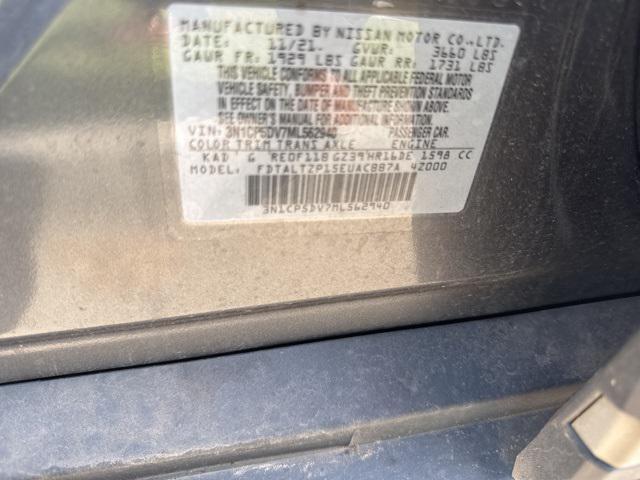 MANUFACTURED BY NISSAN MOTOR CO.,LTD.
DATE: 11/21. GVWR: 3660 LBS
GAWR FR: 1929 LBS GAWR RR: 1731 LBS
THIS VEHICLE CONFORMS TO ALL APPLICABLE FEDERAL MOTOR
VEHICLE SAFETY, BUMPER AND THEFT PREVENTION STANDARDS
IN EFFECT ON THE DATE OF MANUFACTURE SHOWN ABOVE.
SEE OWNER'S MANUAL FOR ADDITIONAL INFORMATION.
VIN: 3N1CP5DV7ML562940 PASSENGER CAR
COLOR TRIM TRANS AXLE ENGINE
KAD G RE0F11B GZ39 HR16DE 1598 CC
MODEL: FDTALTZP15EUAC887A 4Z000
3N1CP5DV7ML562940